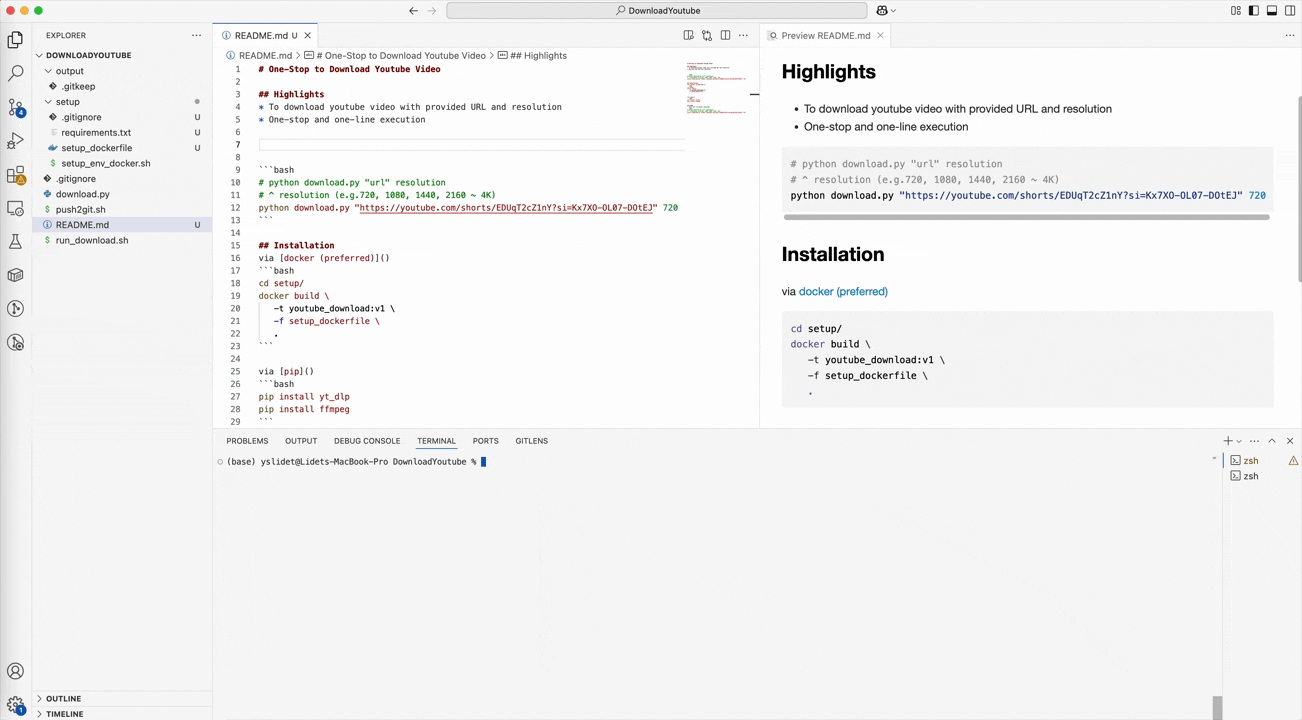 DownloadYoutube
EXPLORER
DOWNLOADYOUTUBE
output
.gitkeep
setup
.gitignore U
requirements.txt U
setup_dockerfile U
$ setup_env_docker.sh U
.gitignore
download.py
$ push2git.sh
README.md U
$ run_download.sh
OUTLINE
TIMELINE
4
1
README.md U
README.md > # One-Stop to Download Youtube Video > ## Highlights
1 # One-Stop to Download Youtube Video
2
3 ## Highlights
4 * To download youtube video with provided URL and resolution
5 * One-stop and one-line execution
6
7
8
9 ```bash
10 # python download.py "url" resolution
11 # ^ resolution (e.g.720, 1080, 1440, 2160 ~ 4K)
12 python download.py "https://youtube.com/shorts/EDUqT2cZ1nY?si=Kx7XO-OL07-DOtEJ" 720
13 ```
14
15 ## Installation
16 via [docker (preferred)]()
17 ```bash
18 cd setup/
19 docker build \
20 -t youtube_download:v1 \
21 -f setup_dockerfile \
22 .
23 ```
24
25 via [pip]()
26 ```bash
27 pip install yt_dlp
28 pip install ffmpeg
29 ```
Preview README.md
Highlights
• To download youtube video with provided URL and resolution
• One-stop and one-line execution
# python download.py "url" resolution
# ^ resolution (e.g.720, 1080, 1440, 2160 ~ 4K)
python download.py "https://youtube.com/shorts/EDUqT2cZ1nY?si=Kx7XO-OL07-DOtEJ" 720
Installation
via docker (preferred)
cd setup/
docker build \
-t youtube_download:v1 \
-f setup_dockerfile \
.
PROBLEMS OUTPUT DEBUG CONSOLE TERMINAL PORTS GITLENS
(base) yslidet@Lidets-MacBook-Pro DownloadYoutube %
zsh
zsh